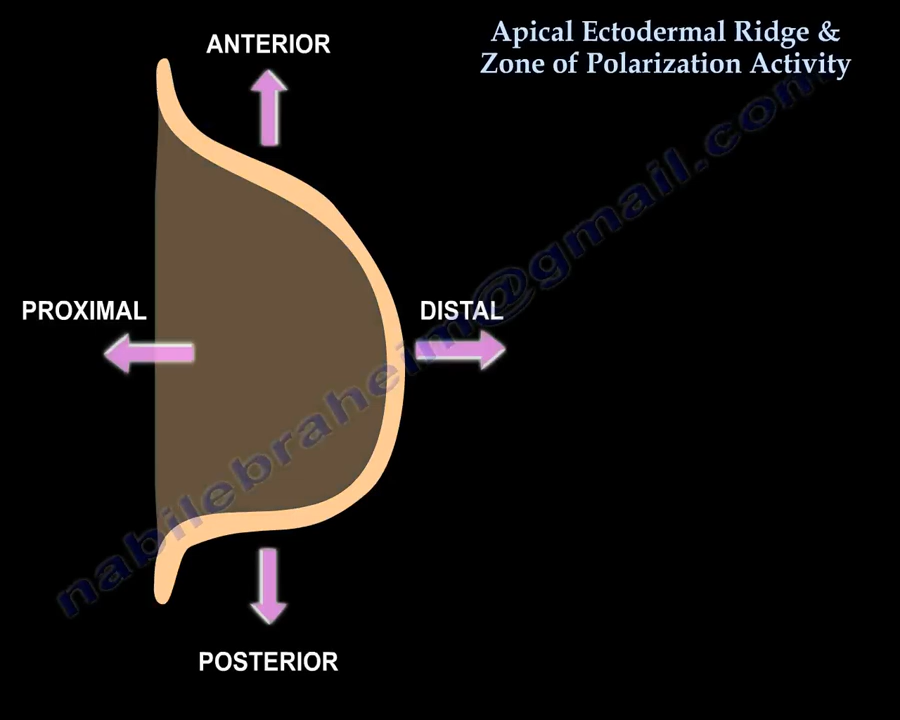 Apical Ectodermal Ridge &
Zone of Polarization Activity
ANTERIOR
PROXIMAL
DISTAL
POSTERIOR
nabilebraheim@gmail.com